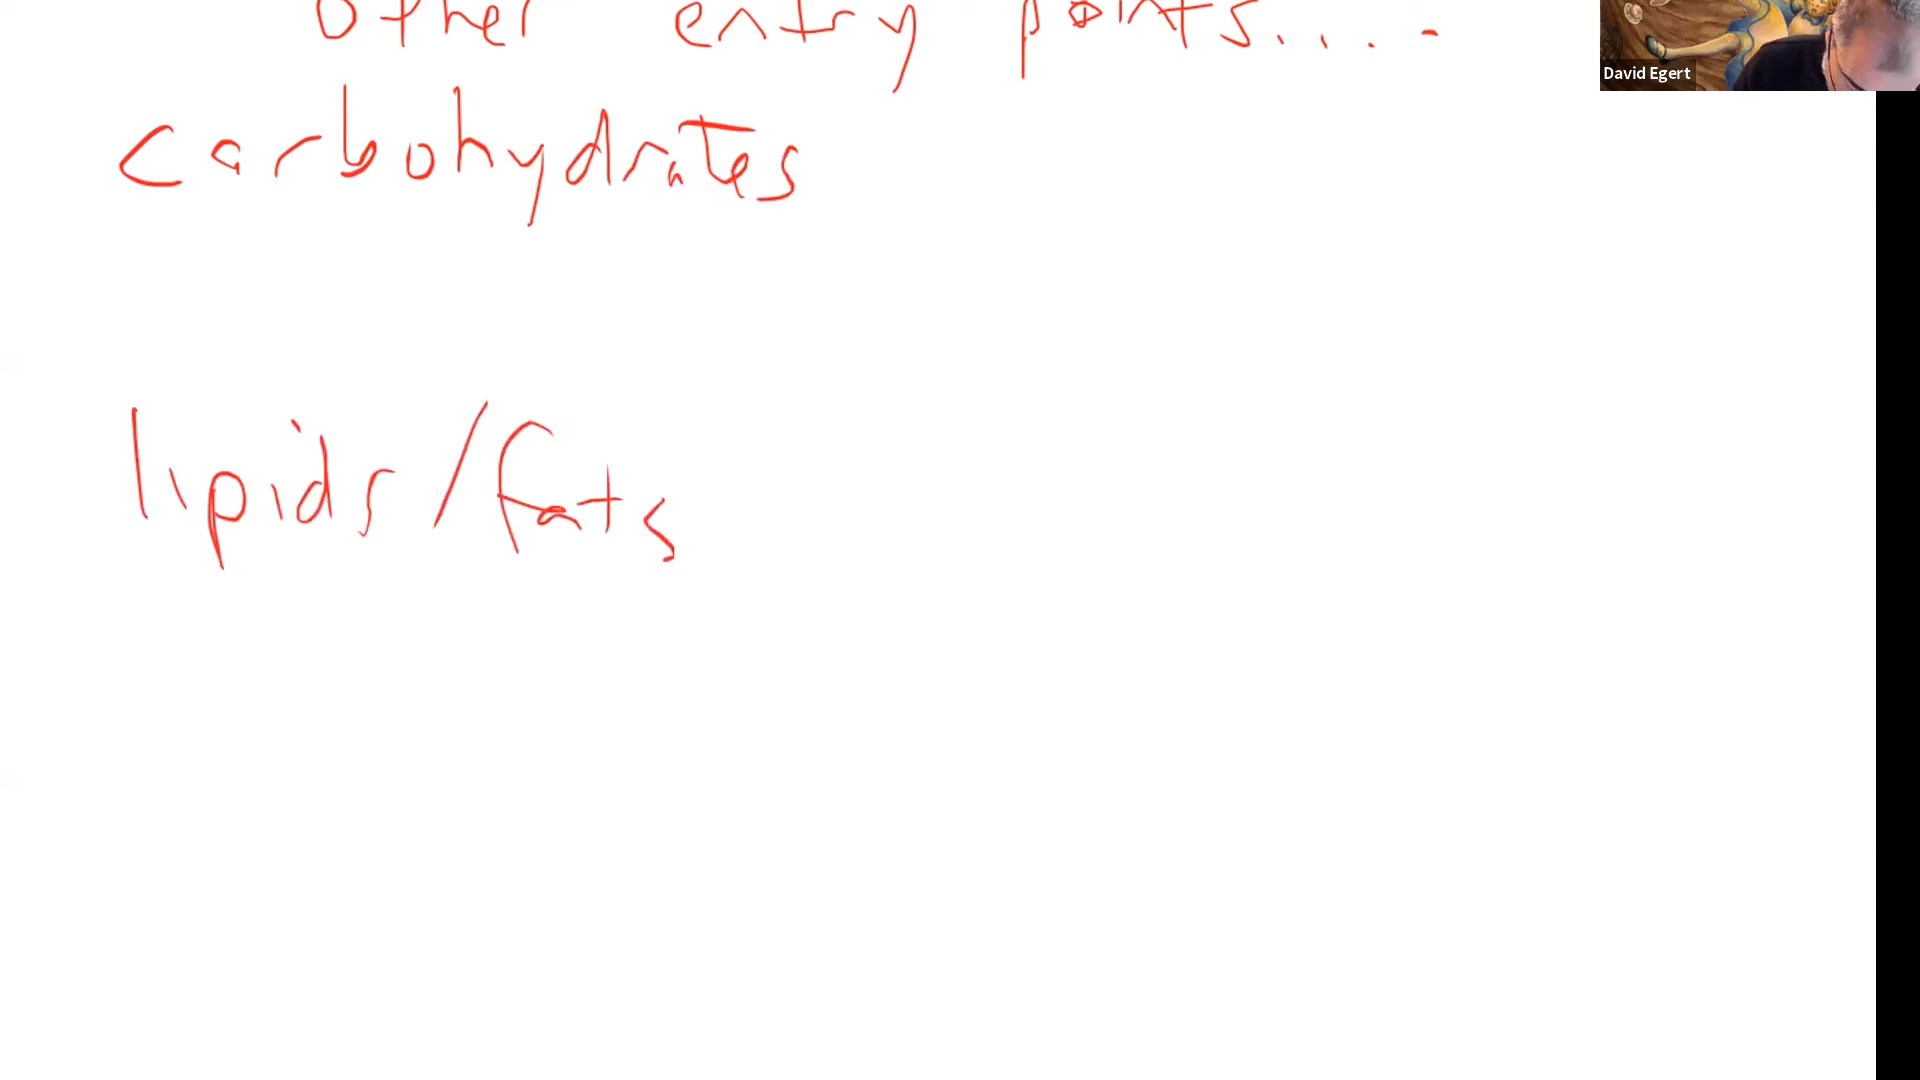 other entry points....
David Egert
carbohydrates
lipids/fats